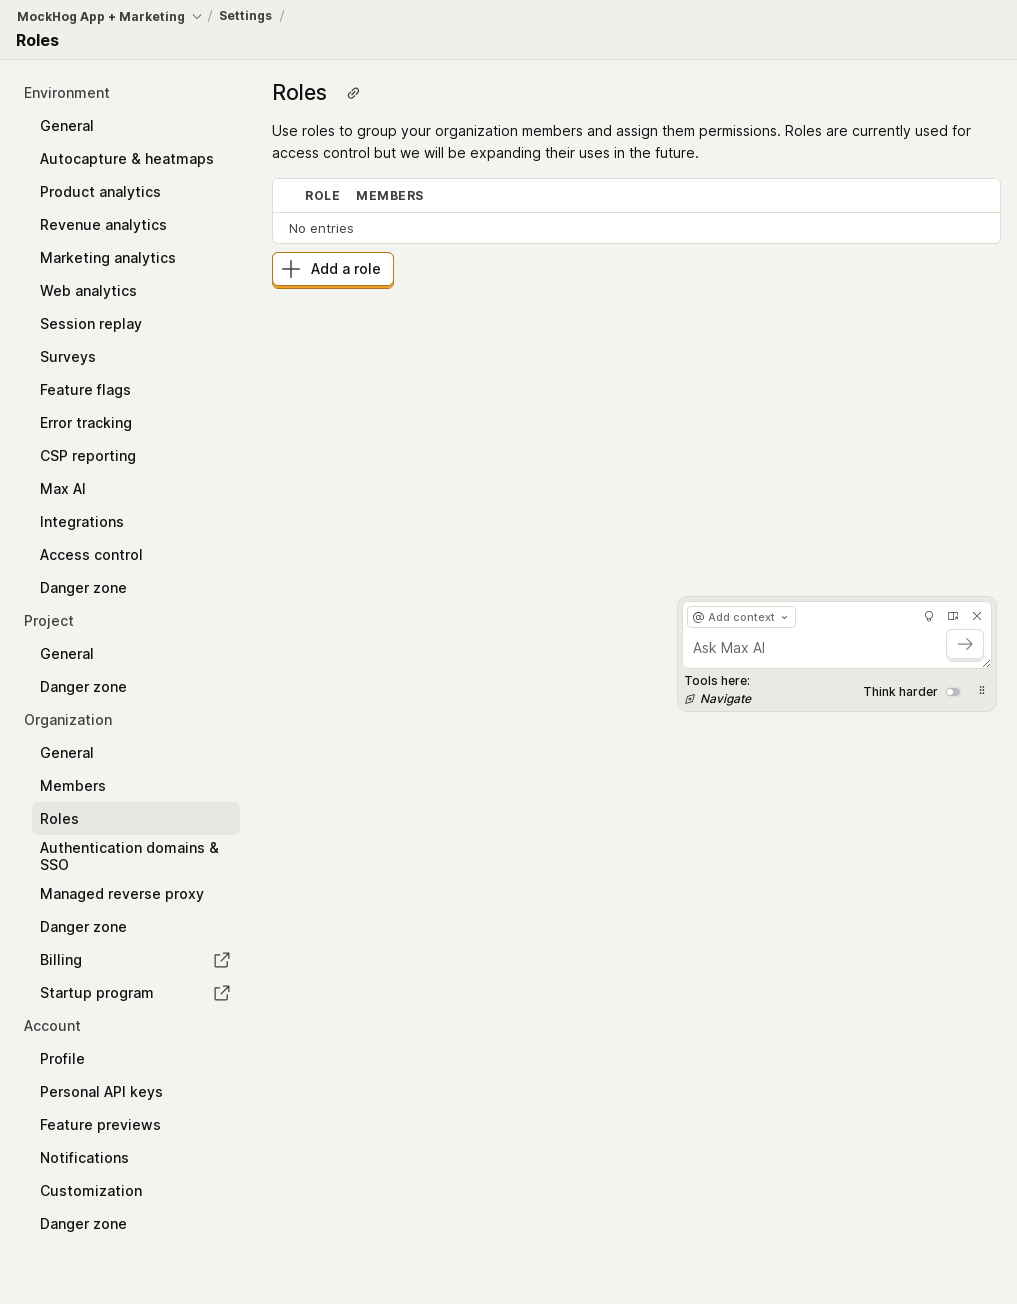 MockHog App + Marketing / Settings /
Roles
Environment
General
Autocapture & heatmaps
Product analytics
Revenue analytics
Marketing analytics
Web analytics
Session replay
Surveys
Feature flags
Error tracking
CSP reporting
Max AI
Integrations
Access control
Danger zone
Project
General
Danger zone
Organization
General
Members
Roles
Authentication domains &
SSO
Managed reverse proxy
Danger zone
Billing
Startup program
Account
Profile
Personal API keys
Feature previews
Notifications
Customization
Danger zone
Roles
Use roles to group your organization members and assign them permissions. Roles are currently used for
access control but we will be expanding their uses in the future.
ROLE MEMBERS
No entries
Add a role
@ Add context
Ask Max AI
Tools here:
Navigate
Think harder